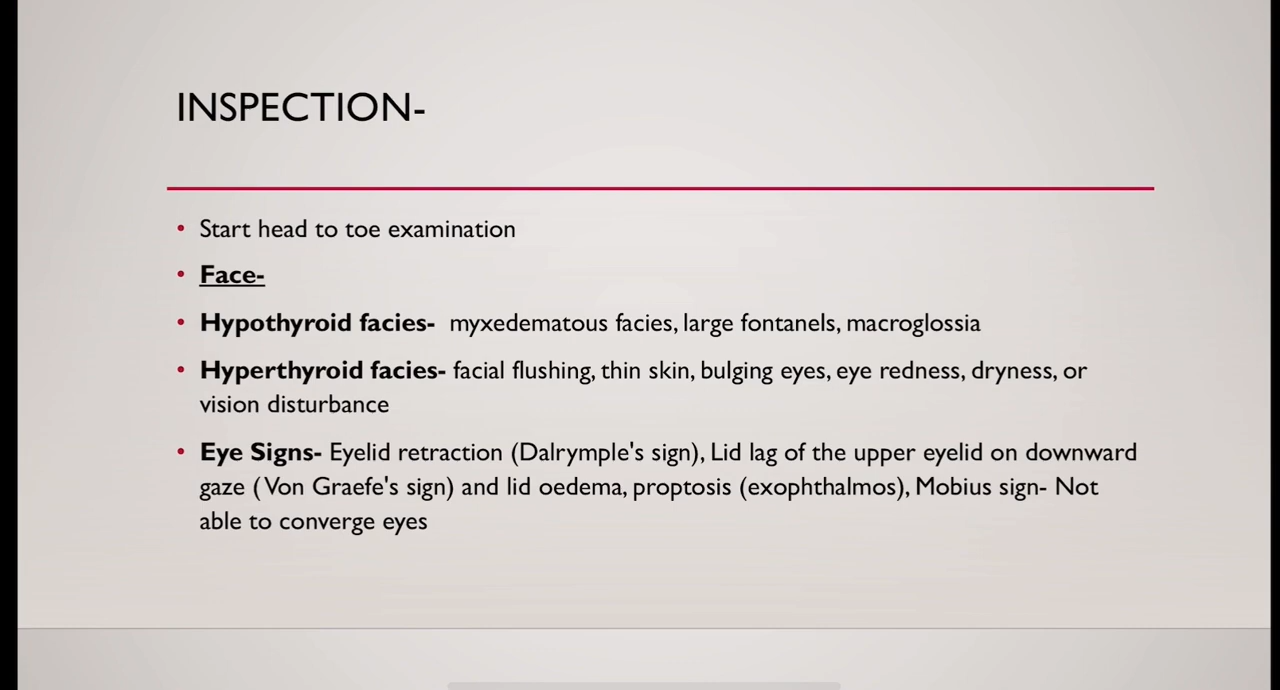 INSPECTION-
• Start head to toe examination
• Face-
• Hypothyroid facies-  myxedematous facies, large fontanels, macroglossia
• Hyperthyroid facies- facial flushing, thin skin, bulging eyes, eye redness, dryness, or
vision disturbance
• Eye Signs- Eyelid retraction (Dalrymple's sign), Lid lag of the upper eyelid on downward
gaze ( Von Graefe's sign) and lid oedema, proptosis (exophthalmos), Mobius sign- Not
able to converge eyes